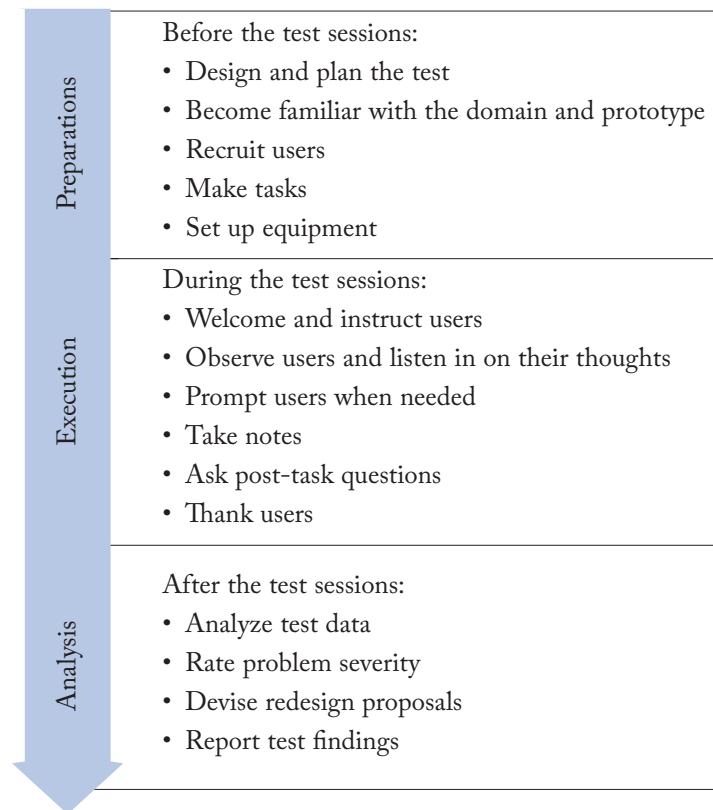 Preparations
Before the test sessions:
• Design and plan the test
• Become familiar with the domain and prototype
• Recruit users
• Make tasks
• Set up equipment
Execution
During the test sessions:
• Welcome and instruct users
• Observe users and listen in on their thoughts
• Prompt users when needed
• Take notes
• Ask post-task questions
• Thank users
Analysis
After the test sessions:
• Analyze test data
• Rate problem severity
• Devise redesign proposals
• Report test findings